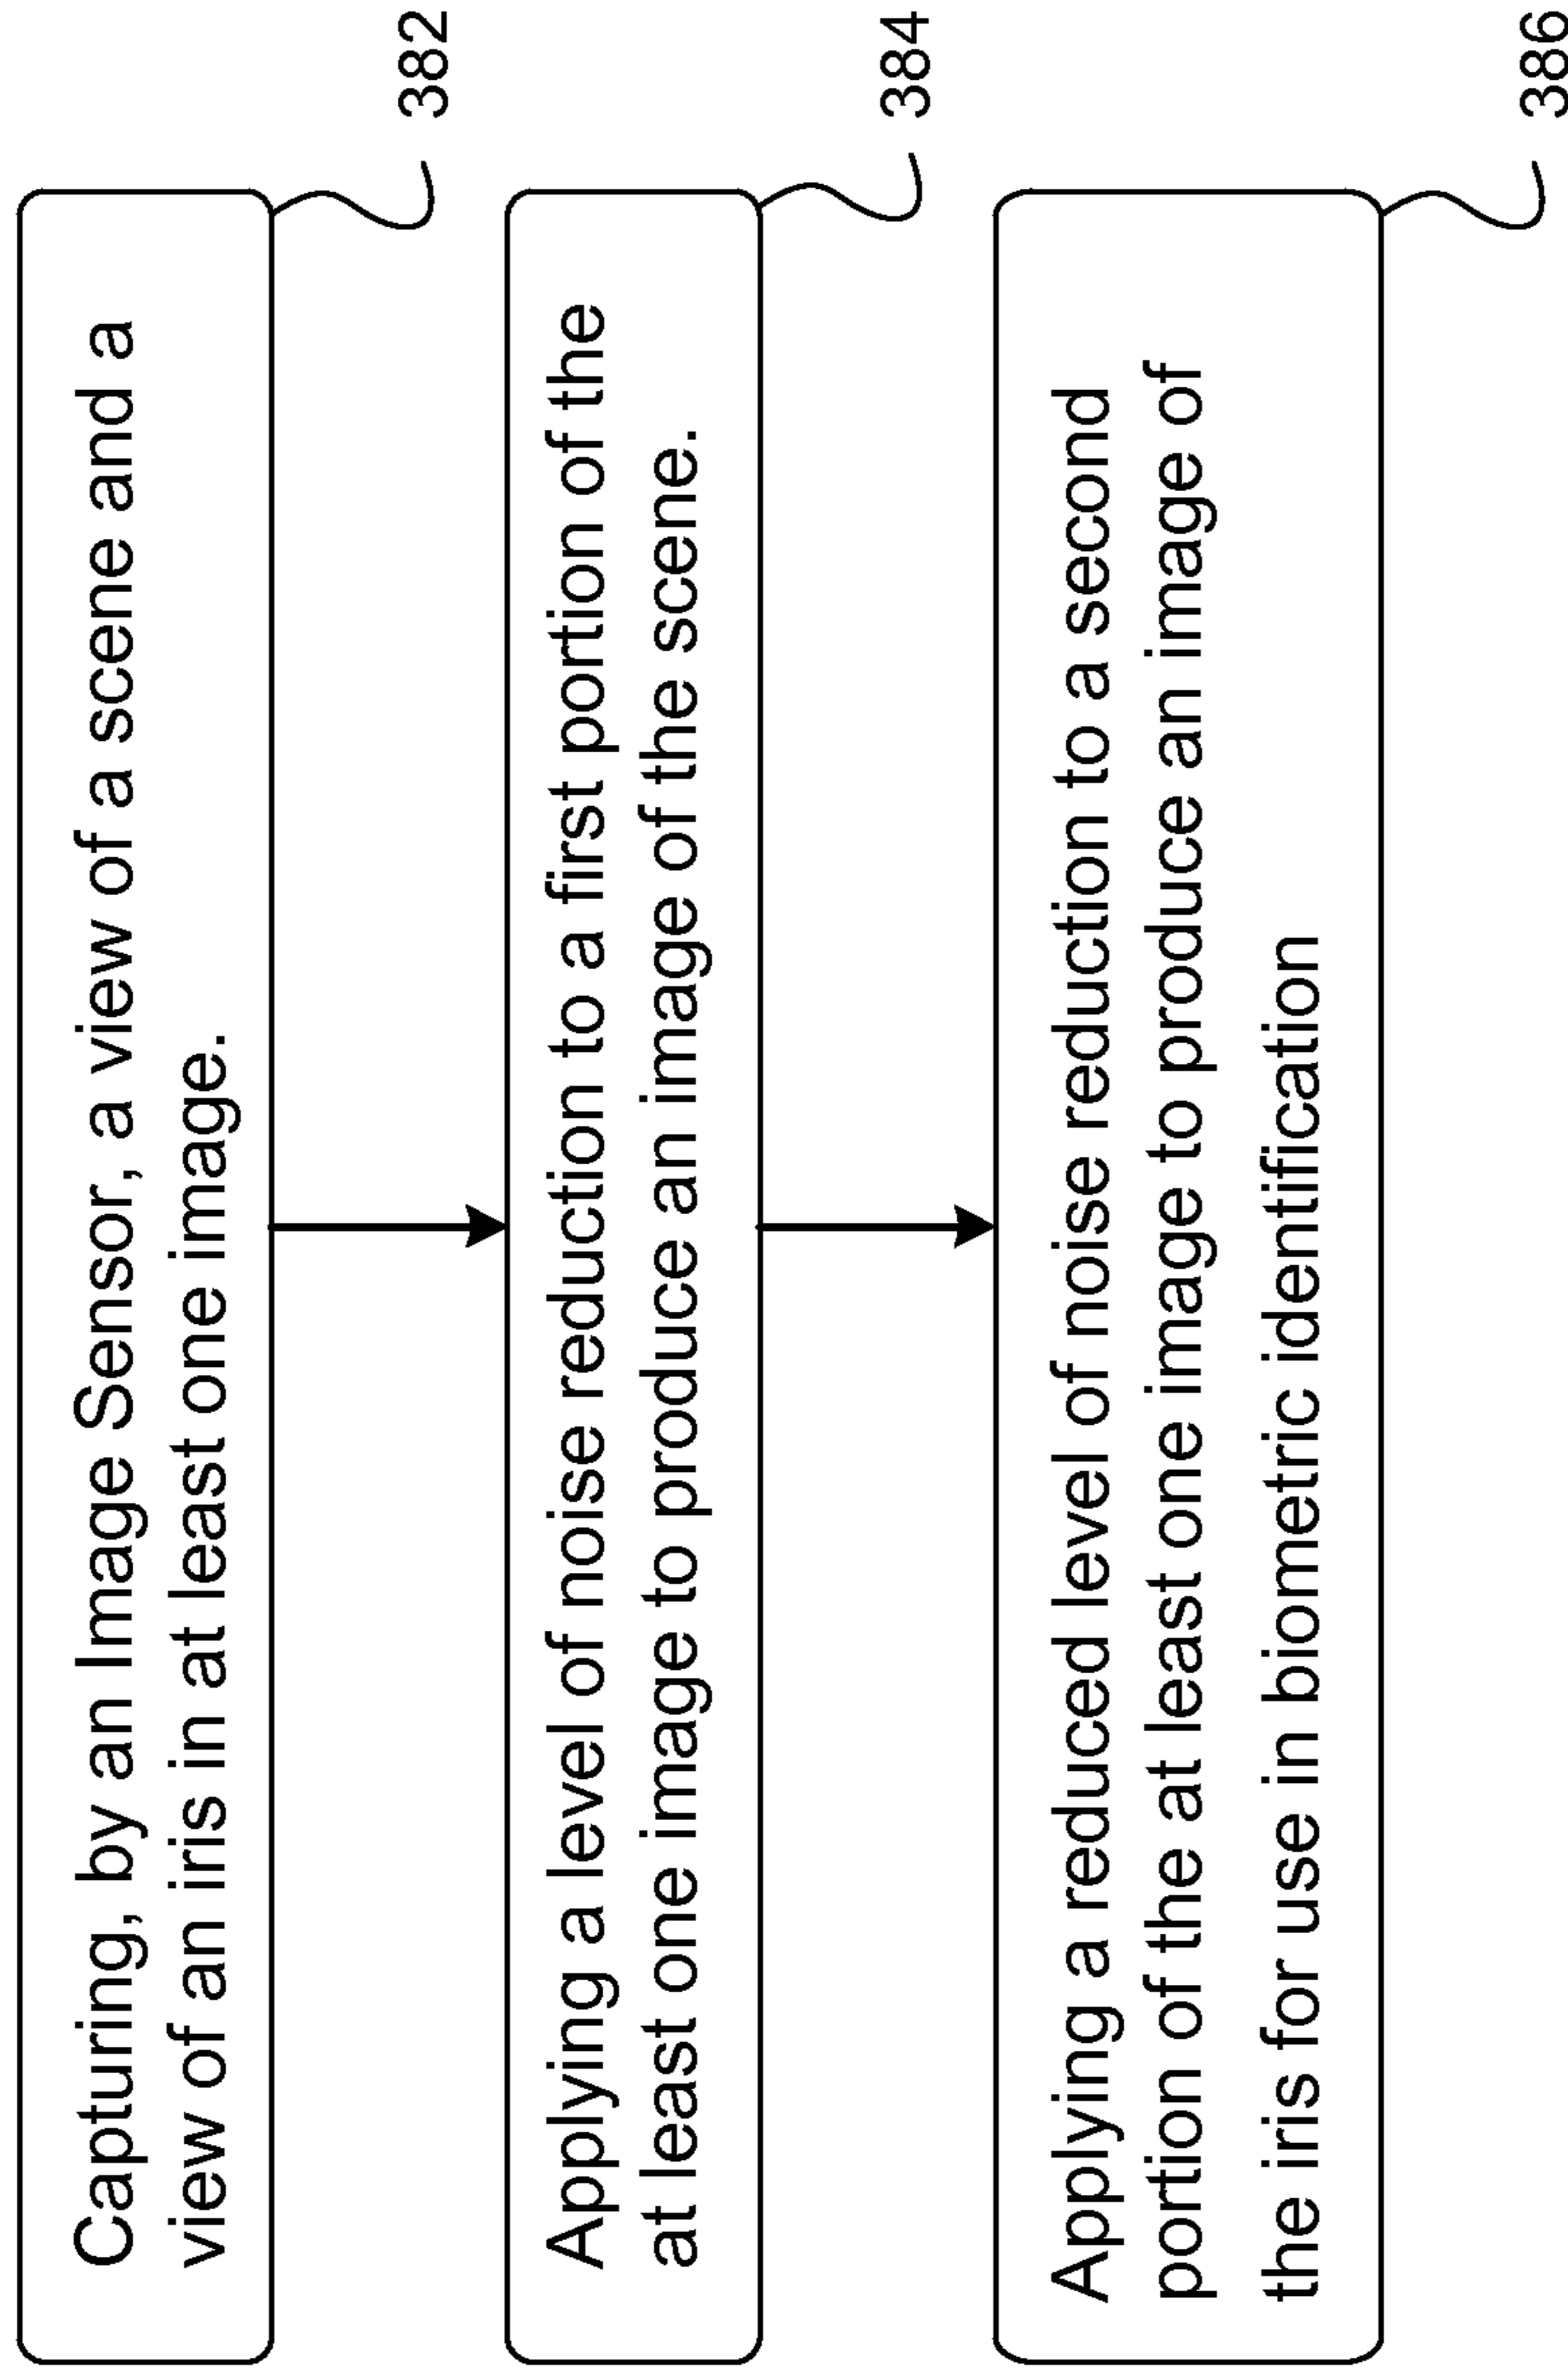 Capturing, by an Image Sensor, a view of a scene and a
view of an iris in at least one image.
382
Applying a level of noise reduction to a first portion of the
at least one image to produce an image of the scene.
384
Applying a reduced level of noise reduction to a second
portion of the at least one image to produce an image of
the iris for use in biometric identification
386